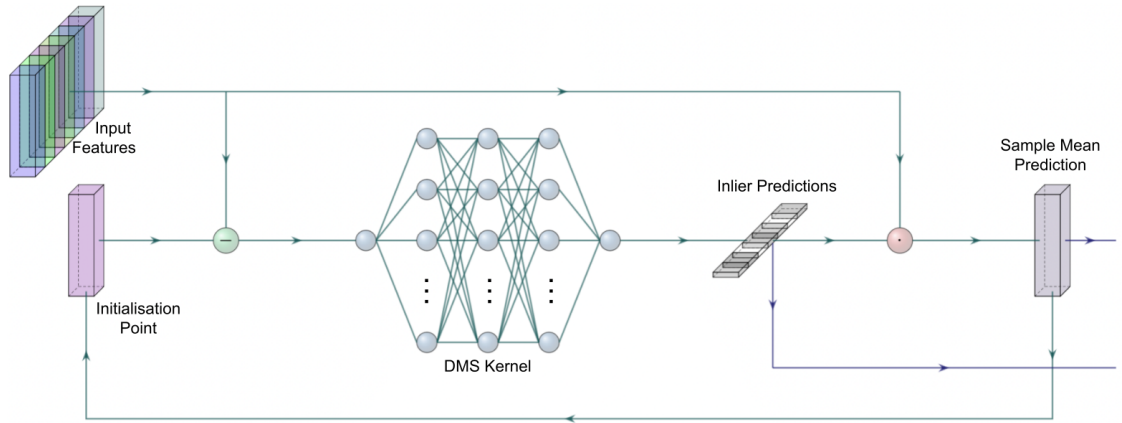 Input
Features
Initialisation
Point
DMS Kernel
Inlier Predictions
Sample Mean
Prediction